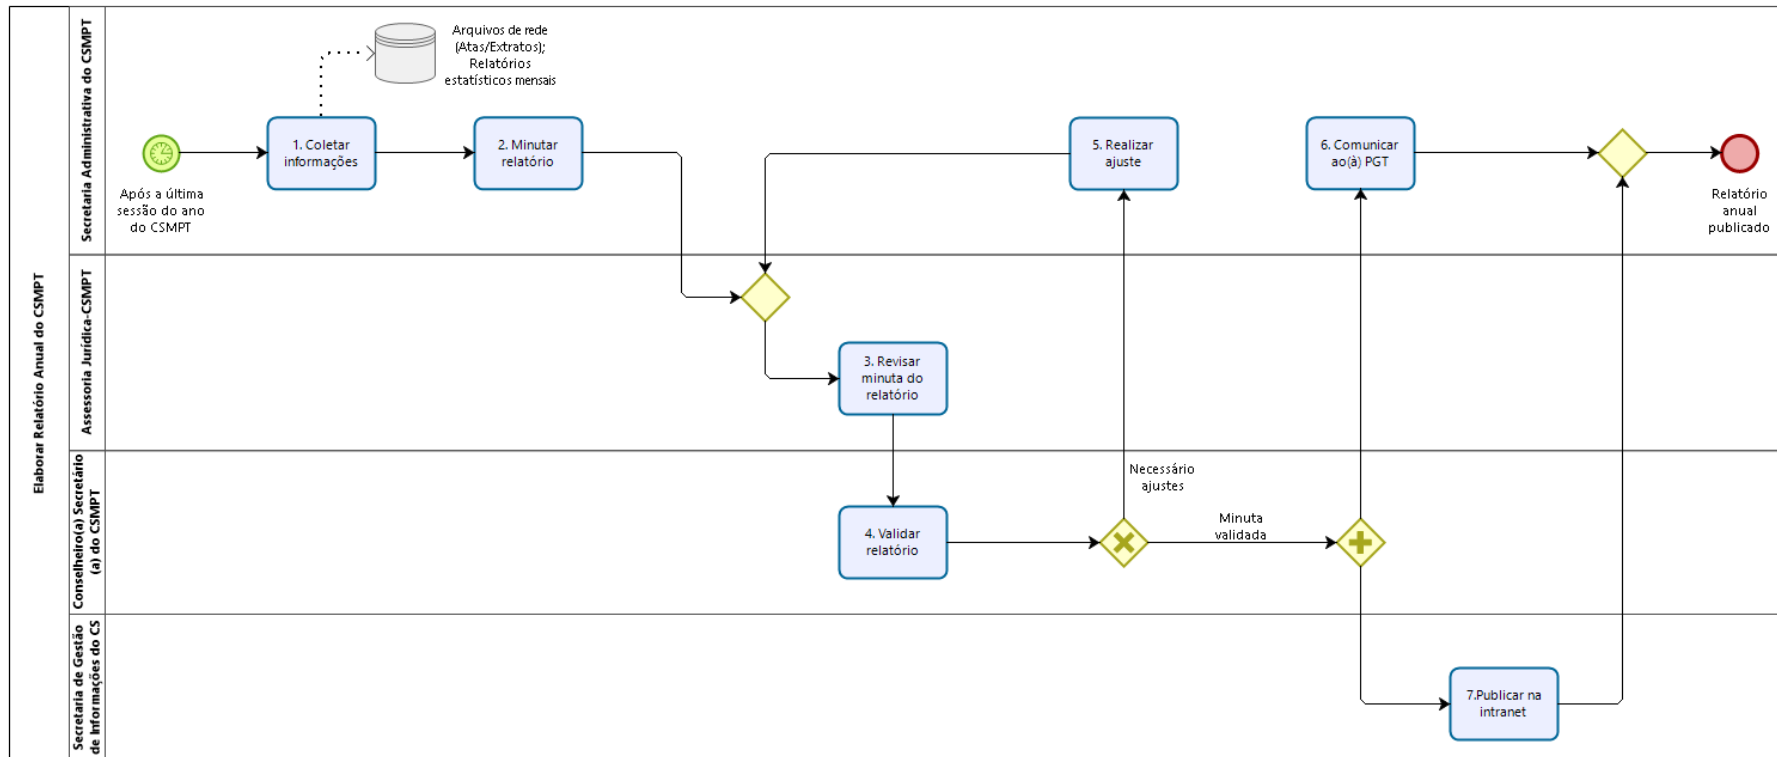 Elaborar Relatório Anual do CSMPT
Secretaria Administrativa do CSMPT
Arquivos de rede
(Atas/Extratos);
Relatórios
estatísticos mensais
Após a última
sessão do ano
do CSMPT
1. Coletar
informações
2. Minutar
relatório
5. Realizar
ajuste
6. Comunicar
ao(à) PGT
Relatório
anual
publicado
Assessoria Jurídica-CSMPT
3. Revisar
minuta do
relatório
Conselheiro(a) Secretário
(a) do CSMPT
4. Validar
relatório
Necessário
ajustes
Minuta
validada
Secretaria de Gestão
de Informações do CS
7.Publicar na
intranet